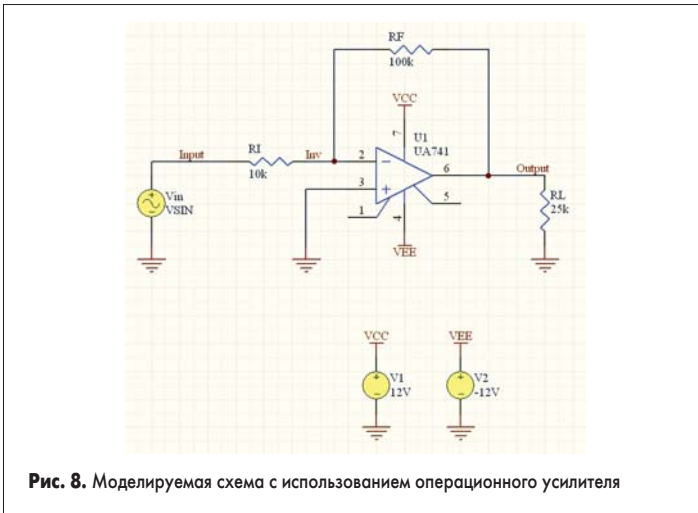 RF
100k
VCC
7
U1
UA741
Input
RI
10k
Inv
2
6
Output
3
5
1
4
VEE
Vin
VSIN
RL
25k
VCC
VEE
V1
12V
V2
-12V
Рис. 8. Моделируемая схема с использованием операционного усилителя